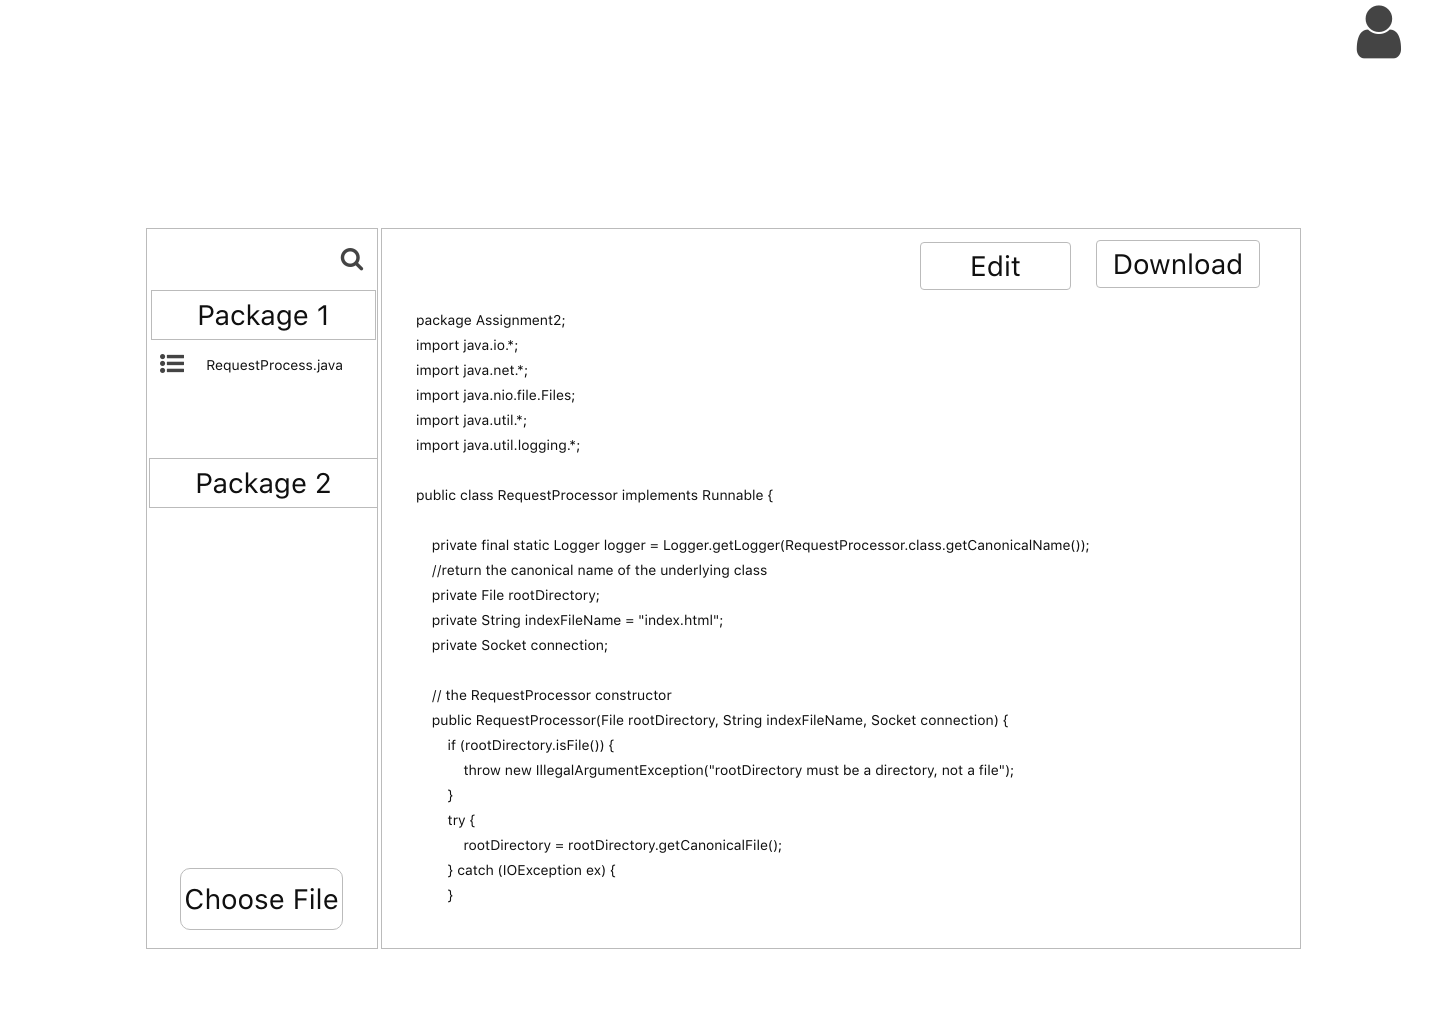 Edit
Download
Package 1
RequestProcess.java
Package 2
Choose File
package Assignment2;
import java.io.*;
import java.net.*;
import java.nio.file.Files;
import java.util.*;
import java.util.logging.*;
public class RequestProcessor implements Runnable {
private final static Logger logger = Logger.getLogger(RequestProcessor.class.getCanonicalName());
//return the canonical name of the underlying class
private File rootDirectory;
private String indexFileName = "index.html";
private Socket connection;
// the RequestProcessor constructor
public RequestProcessor(File rootDirectory, String indexFileName, Socket connection) {
if (rootDirectory.isFile()) {
throw new IllegalArgumentException("rootDirectory must be a directory, not a file");
}
try {
rootDirectory = rootDirectory.getCanonicalFile();
} catch (IOException ex) {
}